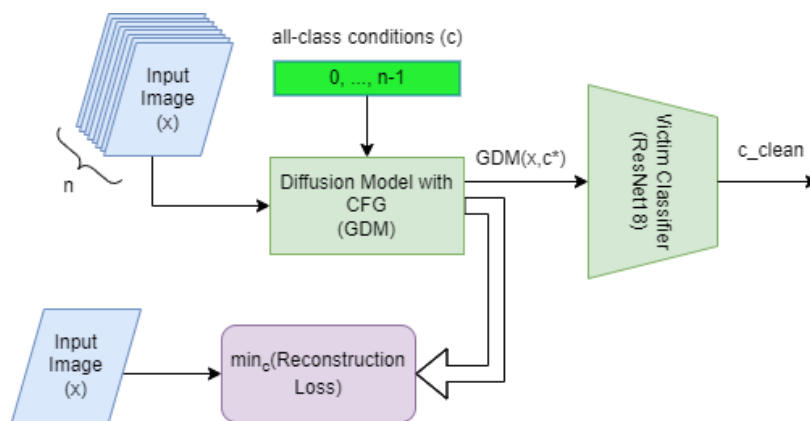 all-class conditions (c)
0, ..., n-1
Input
Image
(x)
n
Diffusion Model with
CFG
(GDM)
GDM(x,c*)
Victim Classifier
(ResNet18)
c_clean
Input
Image
(x)
min_c(Reconstruction
Loss)